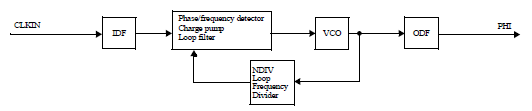 CLKIN
IDF
Phase/frequency detector
Charge pump
Loop filter
VCO
ODF
PHI
NDIV
Loop
Frequency
Divider